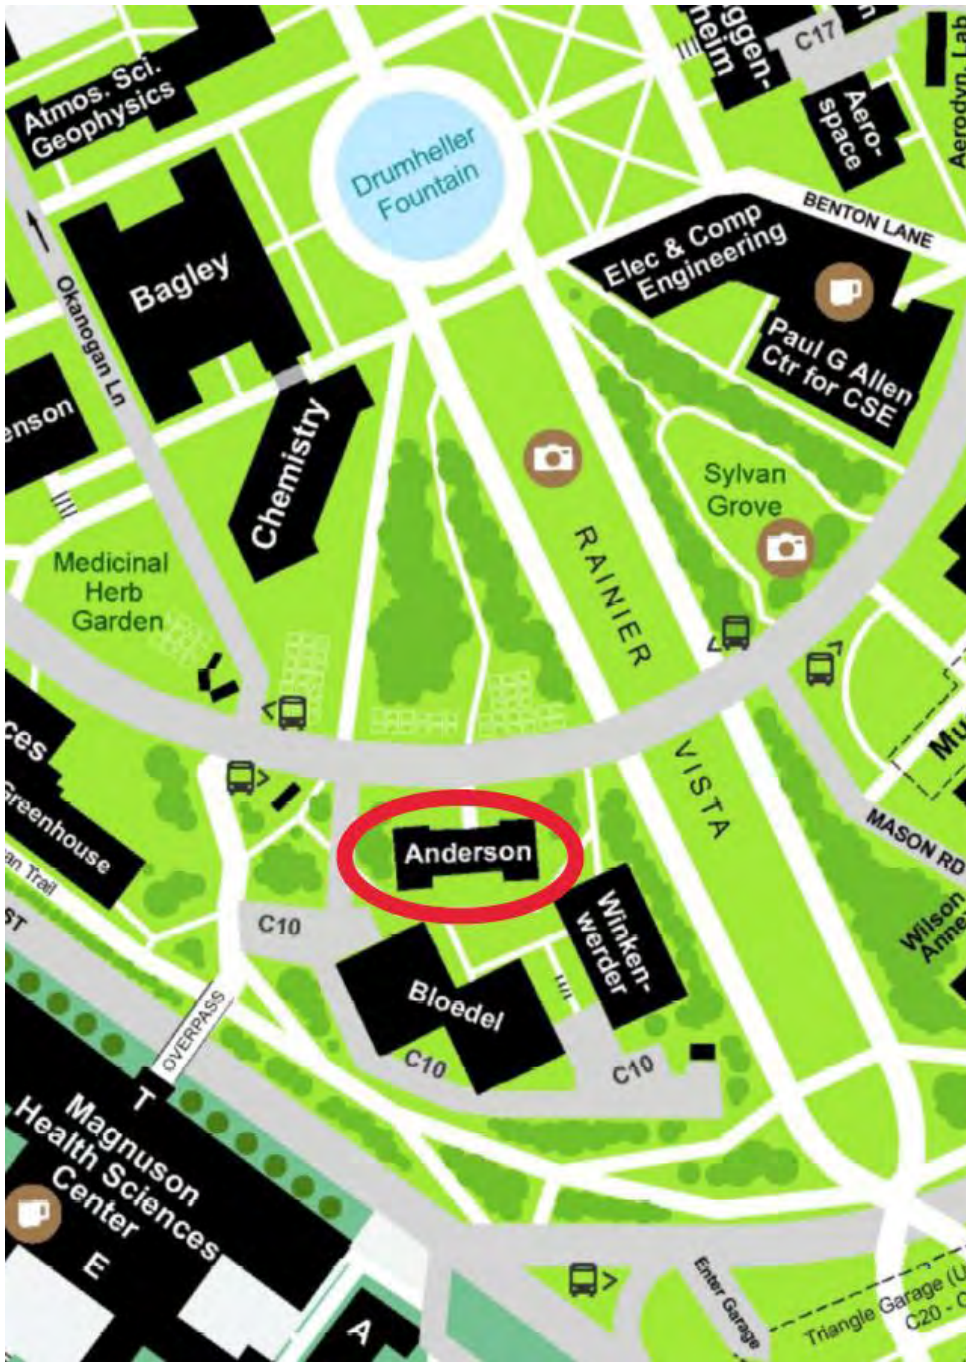 Atmos. Sci.
Geophysics
ggen-
heim
C17
Aero-
space
Aerodyn. Lab
Drumheller
Fountain
BENTON LANE
Elec & Comp
Engineering
Bagley
Okanogan Ln
Paul G Allen
Ctr for CSE
enson
Chemistry
Sylvan
Grove
RAINIER
VISTA
Medicinal
Herb
Garden
ces
Greenhouse
an Trail
ST
Mu
MASON RD
Anderson
Wilson
Anne
C10
Winken-
werder
Bloedel
C10
C10
OVERPASS
T
Magnuson
Health Sciences
Center
E
A
Enter Garage
Triangle Garage (U
C20 - C